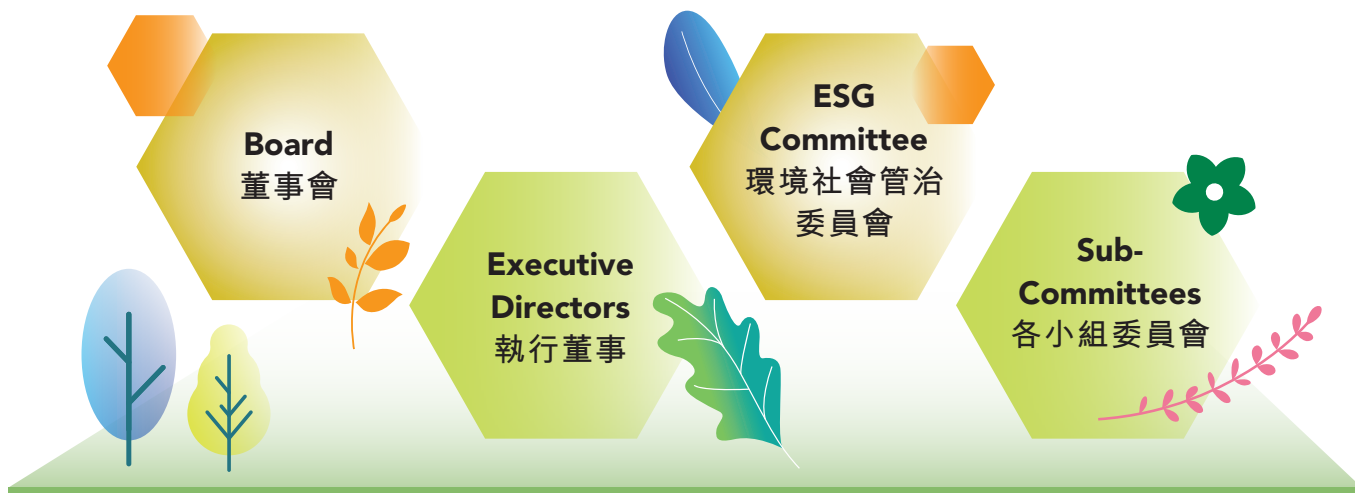 Board
董事會
Executive
Directors
執行董事
ESG
Committee
環境社會管治
委員會
Sub-
Committees
各小組委員會